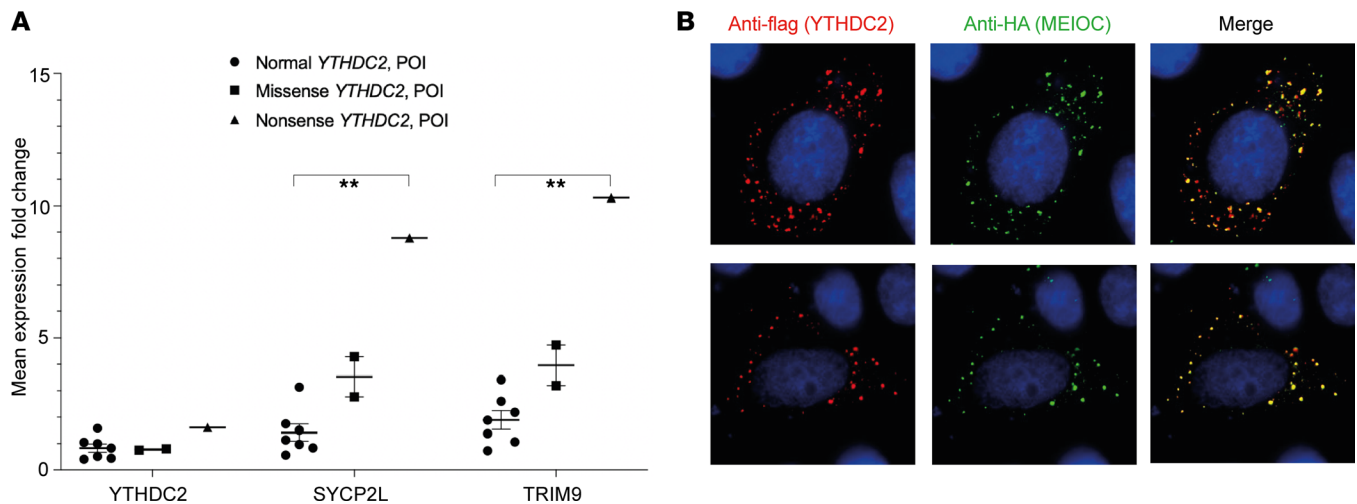 A
Mean expression fold change
15
10
5
0
Normal YTHDC2, POI
Missense YTHDC2, POI
Nonsense YTHDC2, POI
**
**
YTHDC2
SYCP2L
TRIM9
B
Anti-flag (YTHDC2)
Anti-HA (MEIOC)
Merge